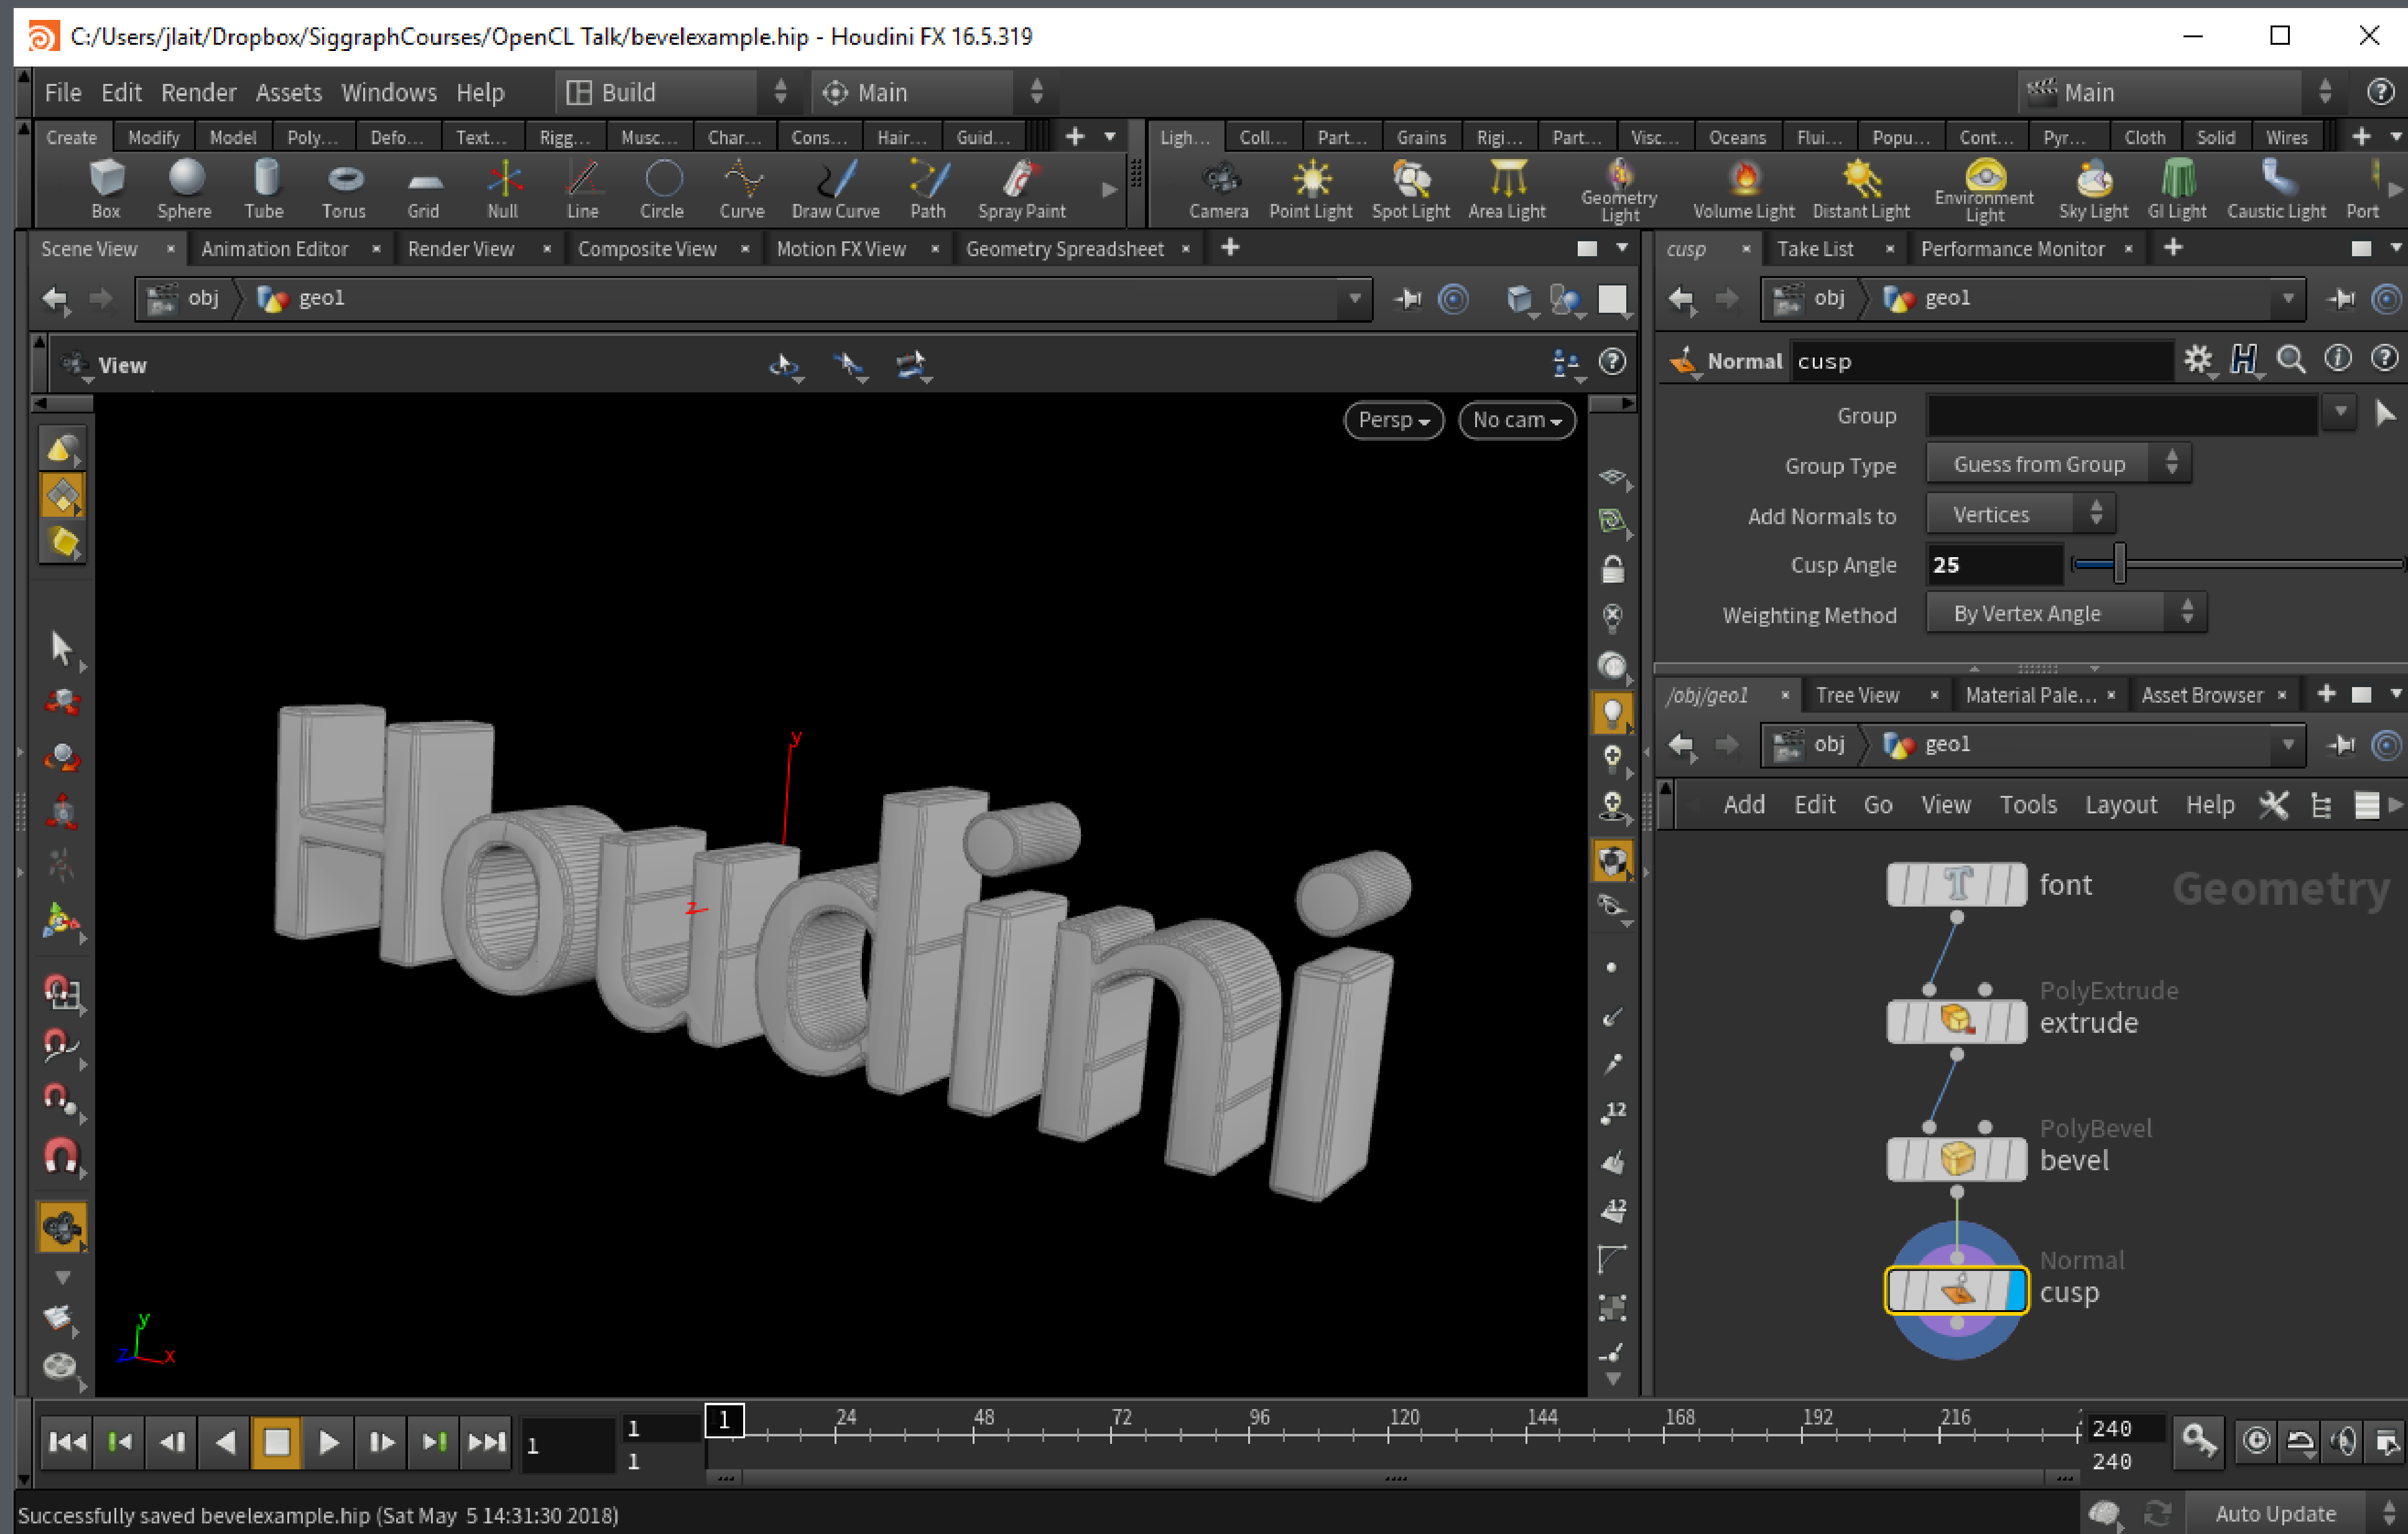 C:/Users/jlait/Dropbox/SiggraphCourses/OpenCL Talk/bevelexample.hip - Houdini FX 16.5.319
File Edit Render Assets Windows Help Build Main Main
Create Modify Model Poly... Defo... Text... Rigg... Musc... Char... Cons... Hair... Guid...
Ligh... Coll... Part... Grains Rigi... Part... Visc... Oceans Flui... Popu... Cont... Pyr... Cloth Solid Wires
Box Sphere Tube Torus Grid Null Line Circle Curve Draw Curve Path Spray Paint
Camera Point Light Spot Light Area Light Geometry Light Volume Light Distant Light Environment Light Sky Light GI Light Caustic Light Port
Scene View Animation Editor Render View Composite View Motion FX View Geometry Spreadsheet
obj geo1
View
Persp No cam
Houdini
y
z
y
z x
12
12
cusp Take List Performance Monitor
obj geo1
Normal cusp
Group
Group Type Guess from Group
Add Normals to Vertices
Cusp Angle 25
Weighting Method By Vertex Angle
/obj/geo1 Tree View Material Pale... Asset Browser
obj geo1
Add Edit Go View Tools Layout Help
Geometry
font
PolyExtrude
extrude
PolyBevel
bevel
Normal
cusp
1 1 1 24 48 72 96 120 144 168 192 216 240
1 240
Successfully saved bevelexample.hip (Sat May 5 14:31:30 2018)
Auto Update